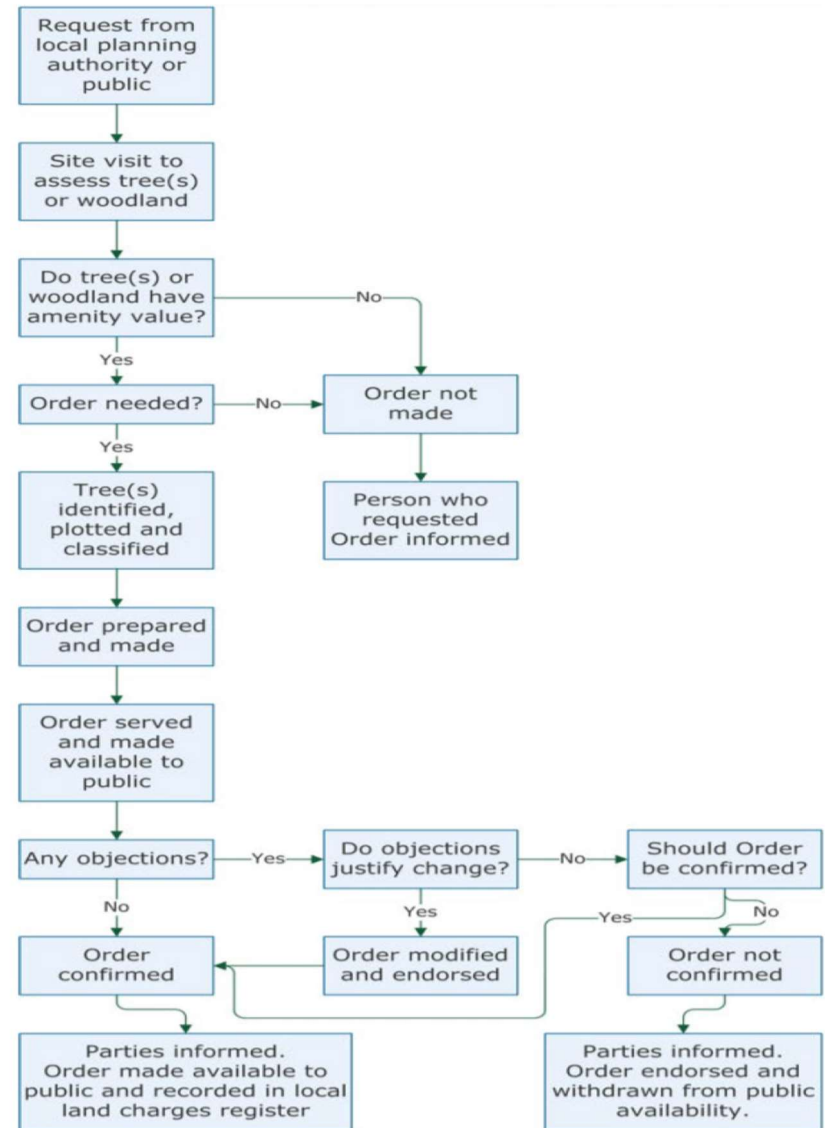 Request from
local planning
authority or
public
Site visit to
assess tree(s)
or woodland
Do tree(s) or
woodland have
amenity value?
No
Yes
Order needed?
No
Order not
made
Yes
Tree(s)
identified,
plotted and
classified
Person who
requested
Order informed
Order prepared
and made
Order served
and made
available to
public
Any objections?
Yes
Do objections
justify change?
No
Should Order
be confirmed?
No
Yes
Yes
No
Order
confirmed
Order modified
and endorsed
Order not
confirmed
Parties informed.
Order made available to
public and recorded in local
land charges register
Parties informed.
Order endorsed and
withdrawn from public
availability.